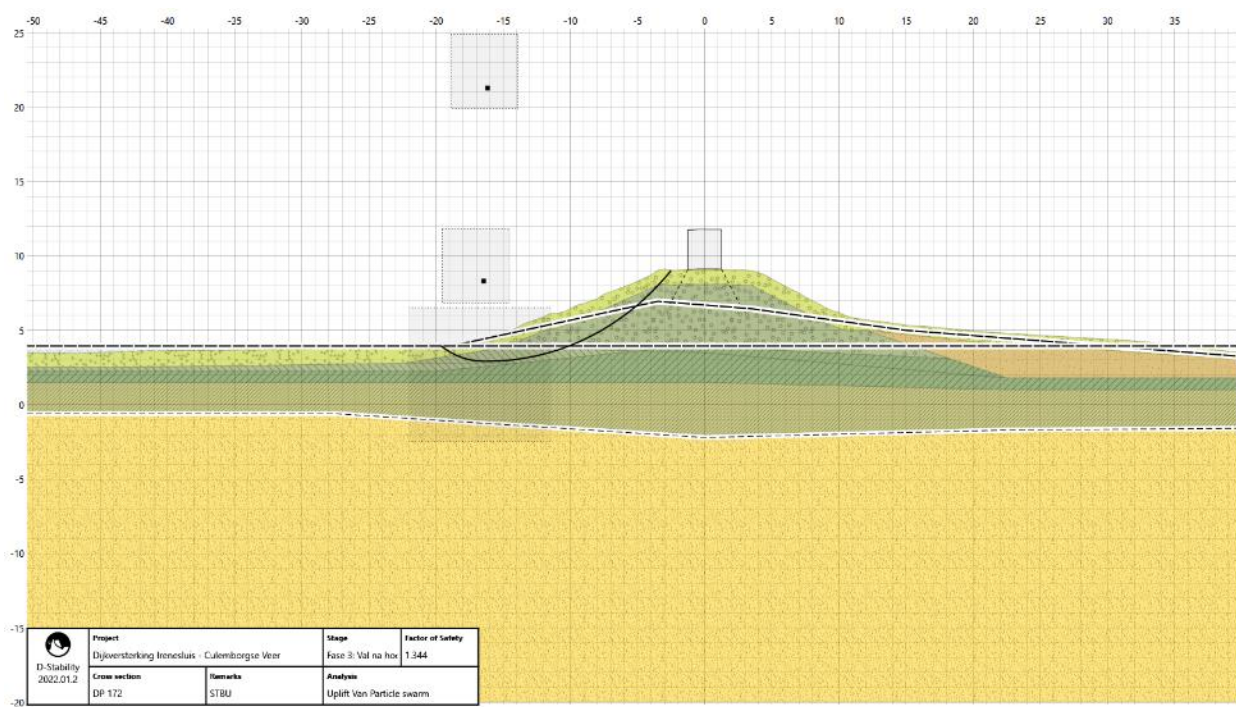 -50 -45 -40 -35 -30 -25 -20 -15 -10 -5 0 5 10 15 20 25 30 35
25
20
15
10
5
0
-5
-10
-15
-20
D-Stability
2022.01.2
Project
Dijkversterking Irenesluis - Culemborgse Veer
Stage
Fase 3: Val na hoo
Factor of Safety
1.344
Cross section
DP 172
Remarks
STBU
Analysis
Uplift Van Particle swarm